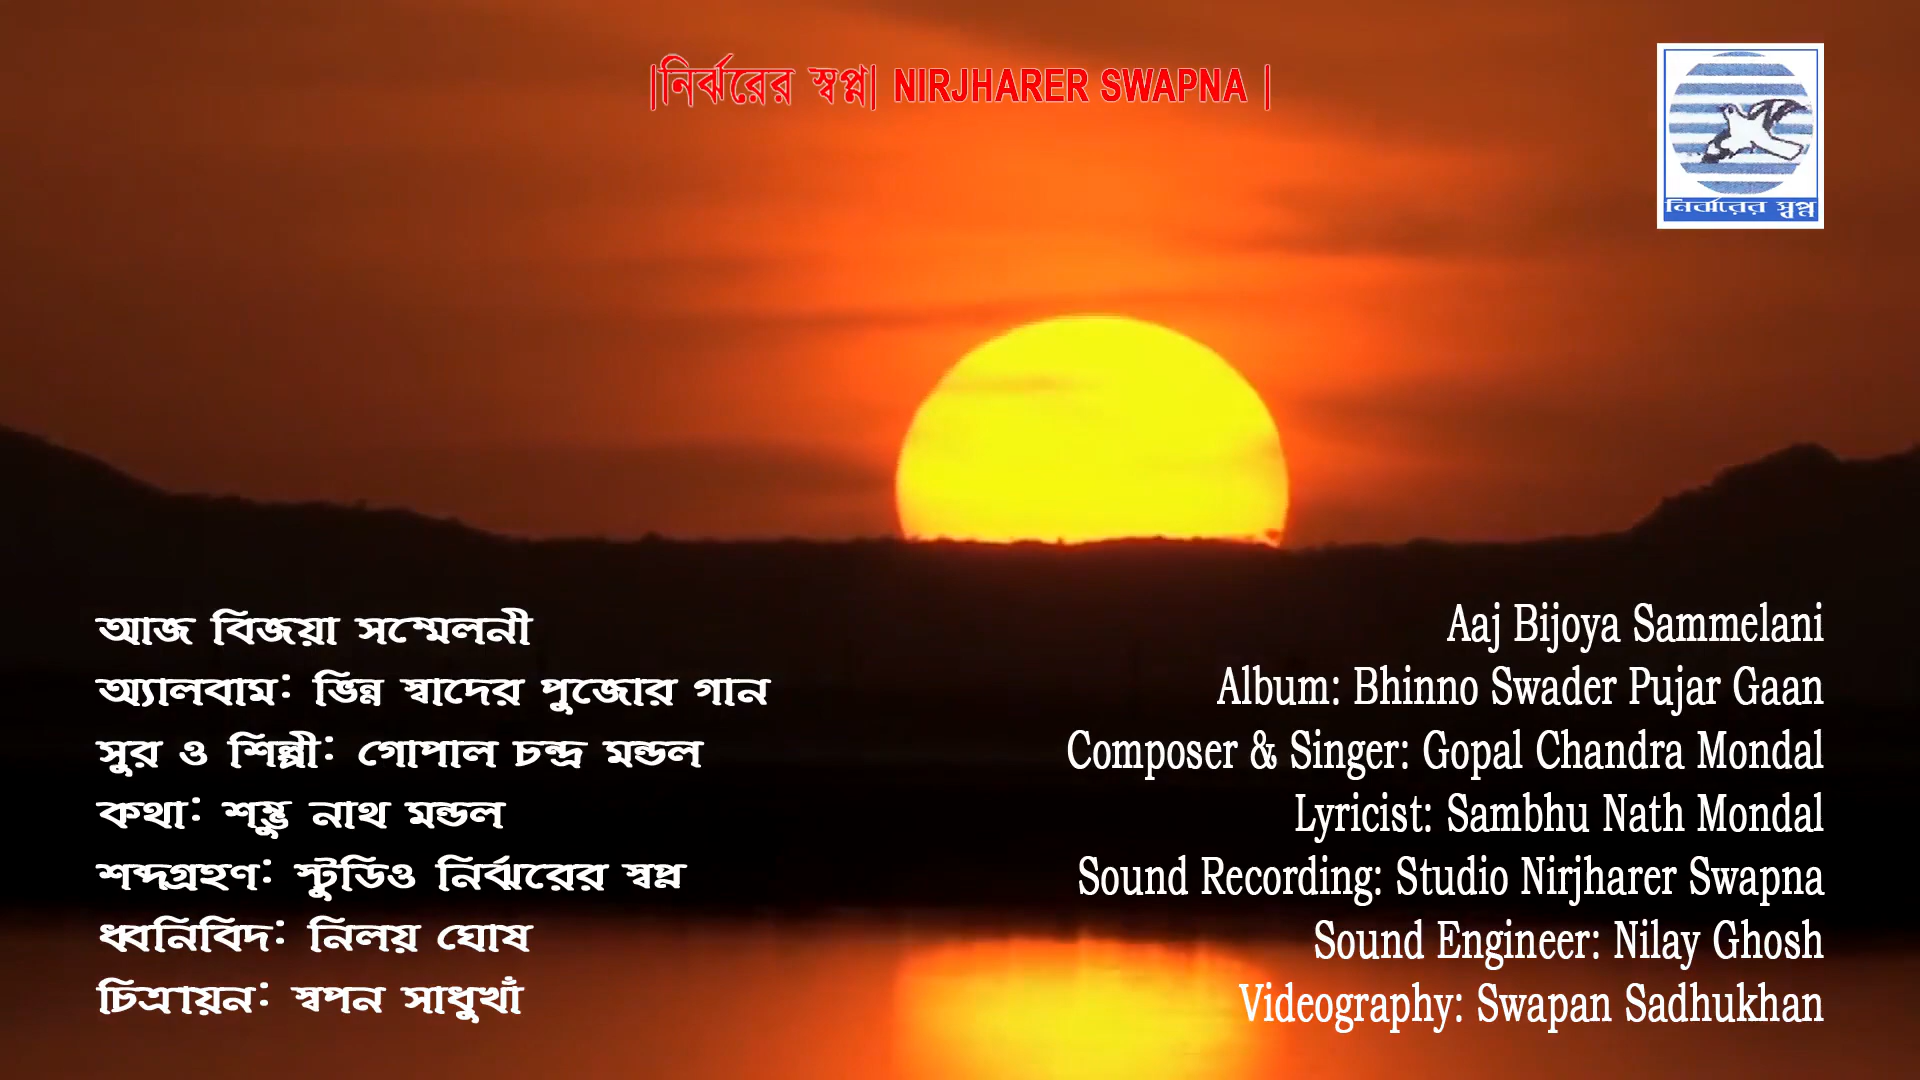 |নির্ঝরের স্বপ্ন| NIRJHARER SWAPNA |
নির্ঝরের স্বপ্ন
আজ বিজয়া সম্মেলনী
অ্যালবাম: ভিন্ন স্বাদের পুজোর গান
সুর ও শিল্পী: গোপাল চন্দ্র মন্ডল
কথা: শম্ভু নাথ মন্ডল
শব্দগ্রহণ: স্টুডিও নির্ঝরের স্বপ্ন
ধ্বনিবিদ: নিলয় ঘোষ
চিত্রায়ন: স্বপন সাধুখাঁ
Aaj Bijoya Sammelani
Album: Bhinno Swader Pujar Gaan
Composer & Singer: Gopal Chandra Mondal
Lyricist: Sambhu Nath Mondal
Sound Recording: Studio Nirjharer Swapna
Sound Engineer: Nilay Ghosh
Videography: Swapan Sadhukhan